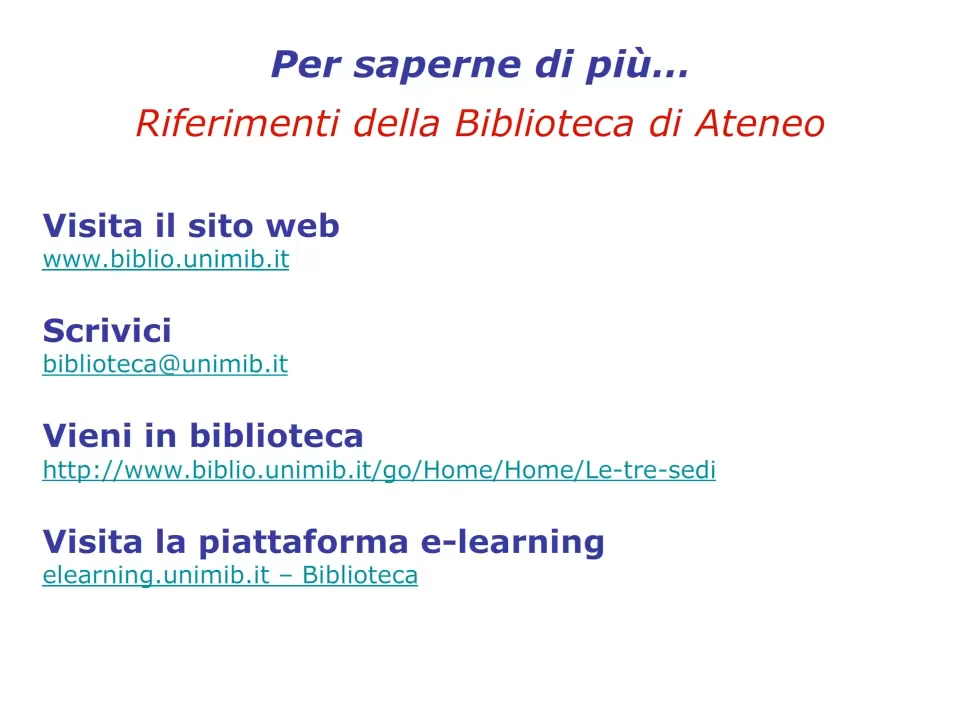 Per saperne di più…
Riferimenti della Biblioteca di Ateneo
Visita il sito web
www.biblio.unimib.it
Scrivici
biblioteca@unimib.it
Vieni in biblioteca
http://www.biblio.unimib.it/go/Home/Home/Le-tre-sedi
Visita la piattaforma e-learning
elearning.unimib.it – Biblioteca